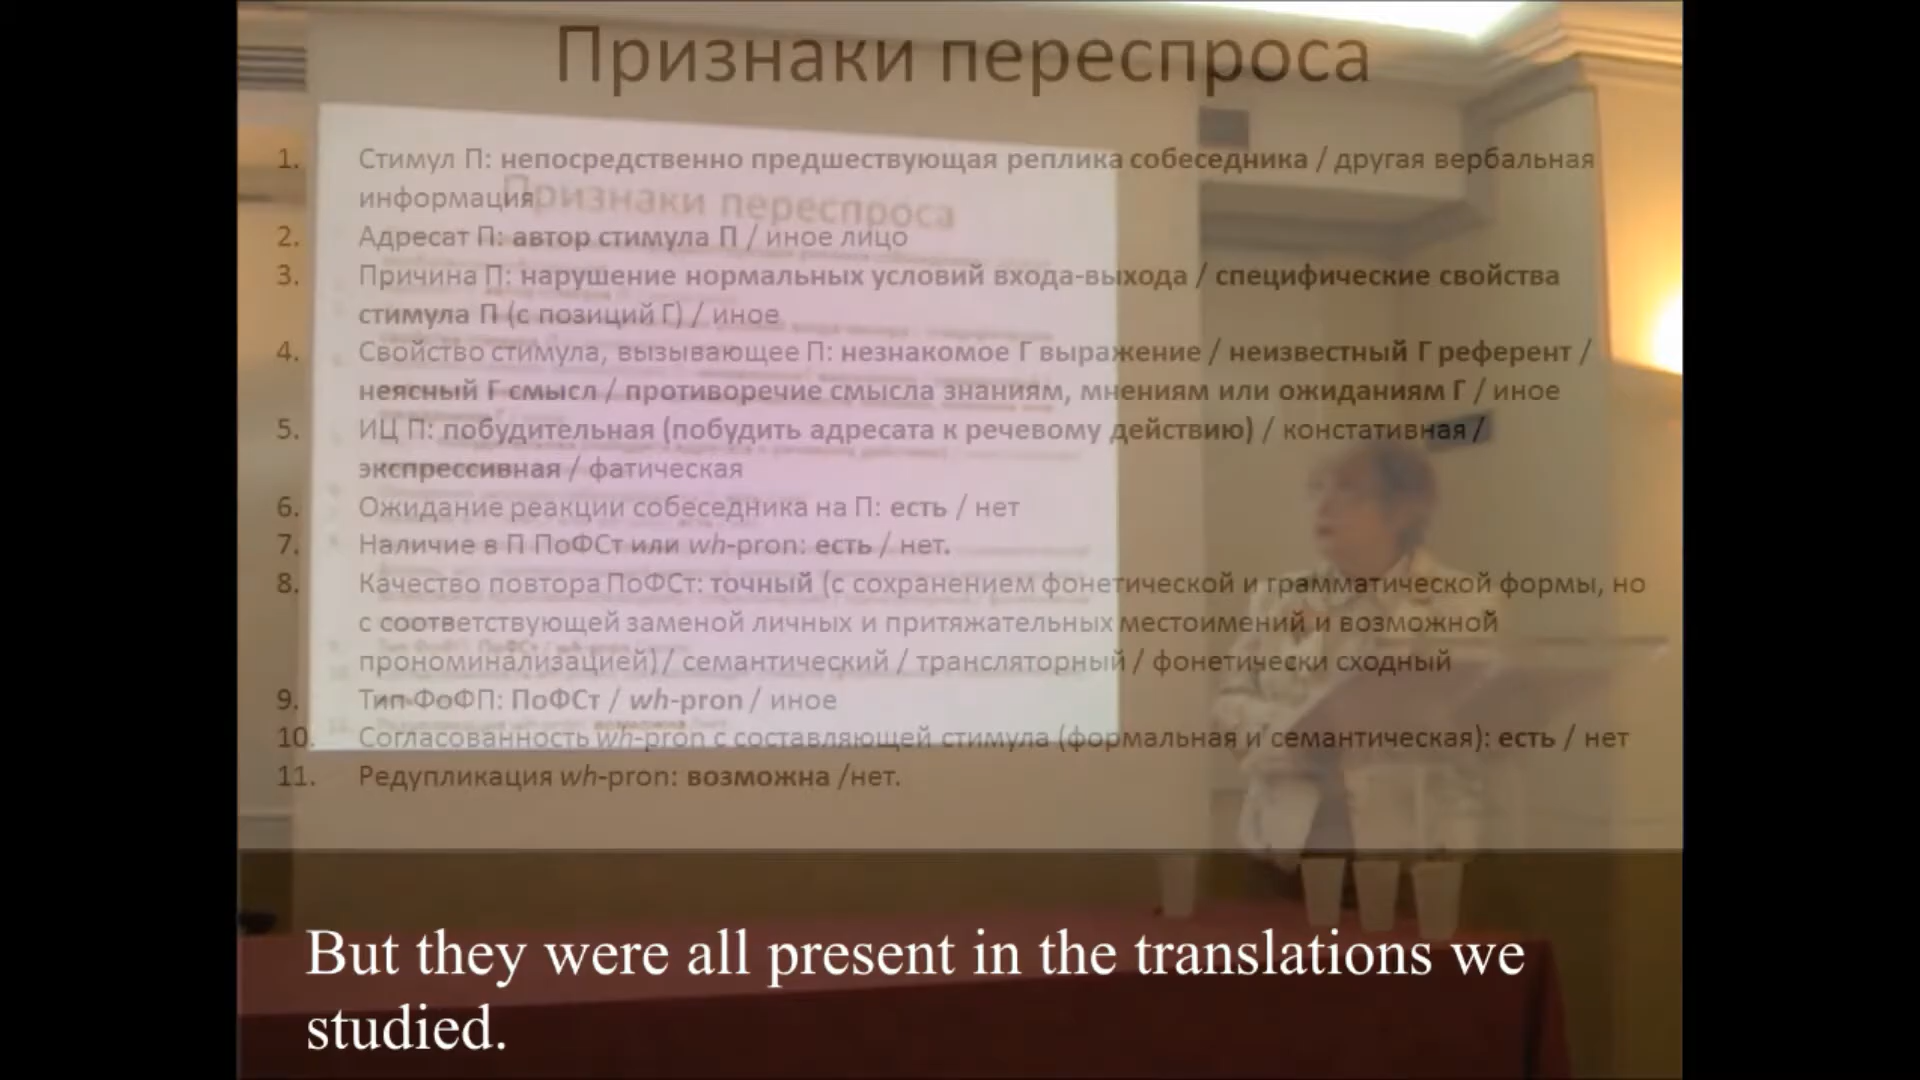 Признаки переспроса
1. Стимул П: непосредственно предшествующая реплика собеседника / другая вербальная
информация
Признаки переспроса
2. Адресат П: автор стимула П / иное лицо
3. Причина П: нарушение нормальных условий входа-выхода / специфические свойства
стимула П (с позиций Г) / иное
4. Свойство стимула, вызывающее П: незнакомое Г выражение / неизвестный Г референт /
неясный Г смысл / противоречие смысла знаниям, мнениям или ожиданиям Г / иное
5. ИЦ П: побудительная (побудить адресата к речевому действию) / констативная /
экспрессивная / фатическая
6. Ожидание реакции собеседника на П: есть / нет
7. Наличие в П ПоФСт или wh-pron: есть / нет.
8. Качество повтора ПоФСт: точный (с сохранением фонетической и грамматической формы, но
с соответствующей заменой личных и притяжательных местоимений и возможной
прономинализацией) / семантический / трансляторный / фонетически сходный
9. Тип ФоФП: ПоФСт / wh-pron / иное
10. Согласованность wh-pron с составляющей стимула (формальная и семантическая): есть / нет
11. Редупликация wh-pron: возможна /нет.
But they were all present in the translations we
studied.